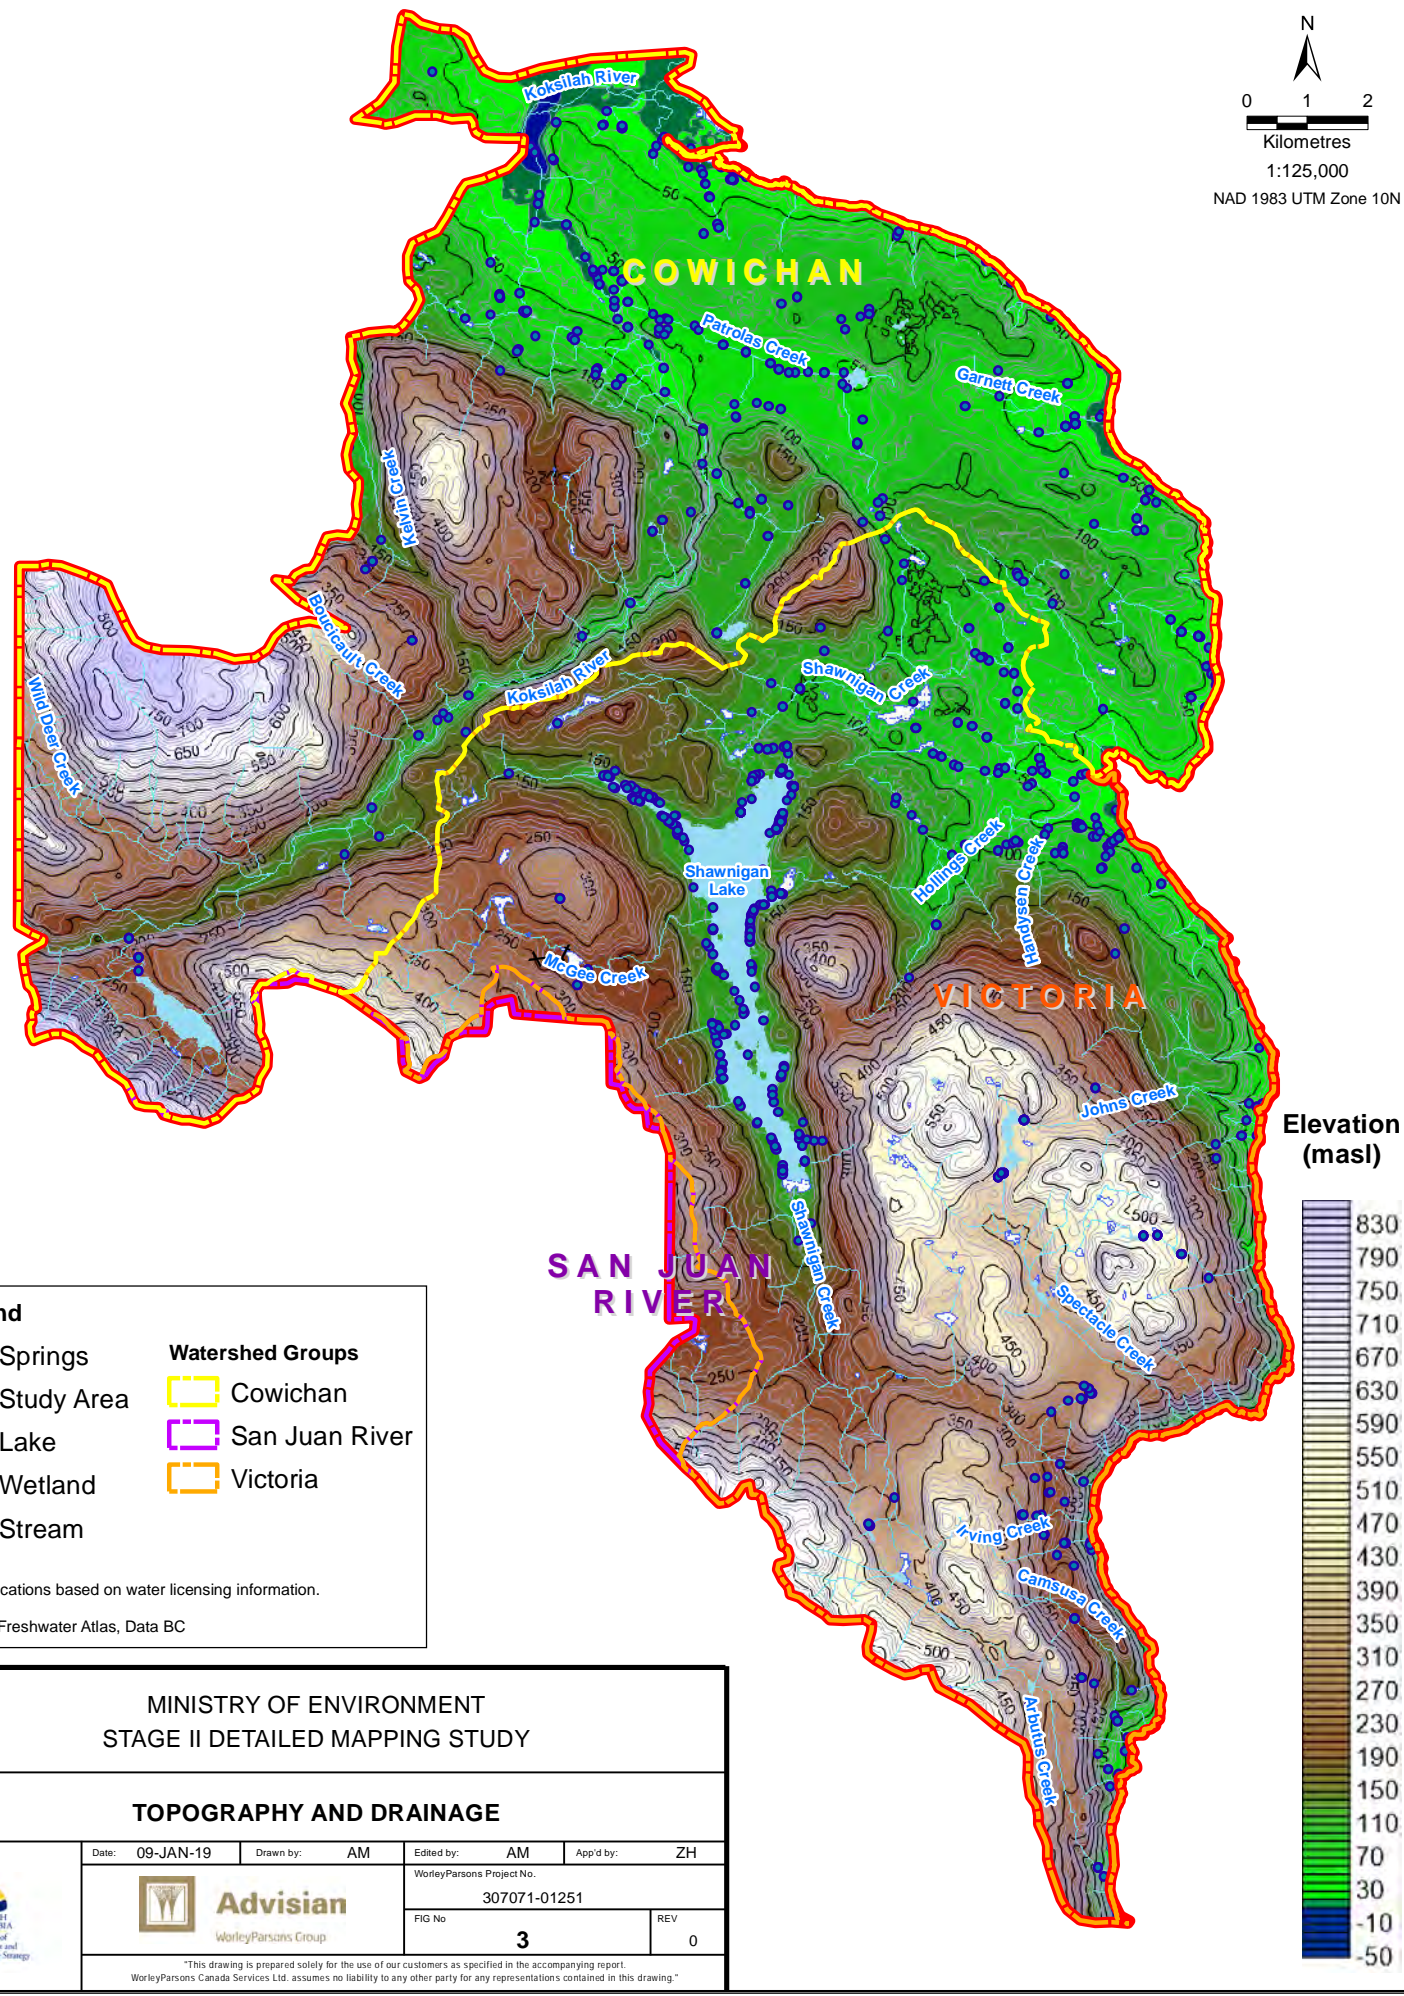 N
0 1 2
Kilometres
1:125,000
NAD 1983 UTM Zone 10N
Koksilah River
COWICHAN
Patrolas Creek
Garnett Creek
Kelvin Creek
Boucicault Creek
Koksilah River
Wild Deer Creek
Shawnigan Creek
Shawnigan
Lake
Hollings Creek
Handysen Creek
McGee Creek
VICTORIA
Johns Creek
SAN JUAN
RIVER
Shawnigan Creek
Spectacle Creek
Irving Creek
Camsusa Creek
Arbutus Creek
Elevation
(masl)
830
790
750
710
670
630
590
550
510
470
430
390
350
310
270
230
190
150
110
70
30
-10
-50
nd
Springs
Study Area
Lake
Wetland
Stream
Watershed Groups
Cowichan
San Juan River
Victoria
cations based on water licensing information.
Freshwater Atlas, Data BC
MINISTRY OF ENVIRONMENT
STAGE II DETAILED MAPPING STUDY
TOPOGRAPHY AND DRAINAGE
Date: 09-JAN-19 Drawn by: AM Edited by: AM App'd by: ZH
Advisian
WorleyParsons Group
WorleyParsons Project No.
307071-01251
FIG No
3
REV
0
"This drawing is prepared solely for the use of our customers as specified in the accompanying report.
WorleyParsons Canada Services Ltd. assumes no liability to any other party for any representations contained in this drawing."